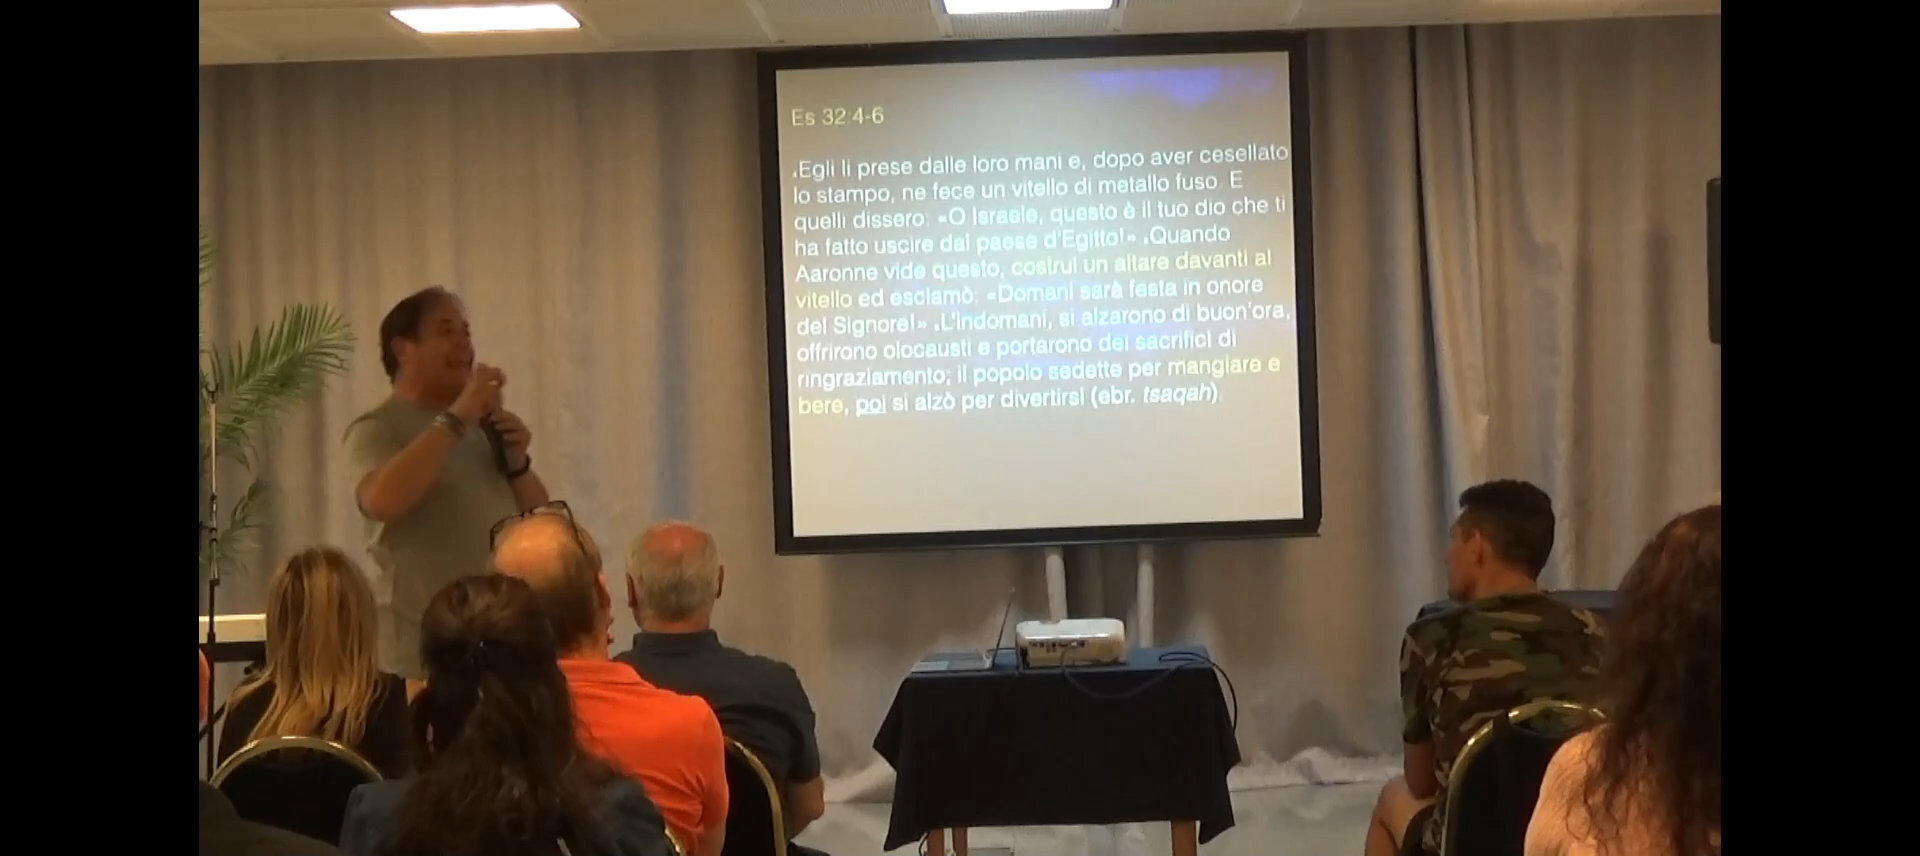 Es 32:4-6
Egli li prese dalle loro mani e, dopo aver cesellato
lo stampo, ne fece un vitello di metallo fuso. E
quelli dissero: «O Israele, questo è il tuo dio che ti
ha fatto uscire dal paese d'Egitto!» .Quando
Aaronne vide questo, costruì un altare davanti al
vitello ed esclamò: «Domani sarà festa in onore
del Signore!» .L'indomani, si alzarono di buon'ora,
offrirono olocausti e portarono dei sacrifici di
ringraziamento; il popolo sedette per mangiare e
bere, poi si alzò per divertirsi (ebr. tsaqah).